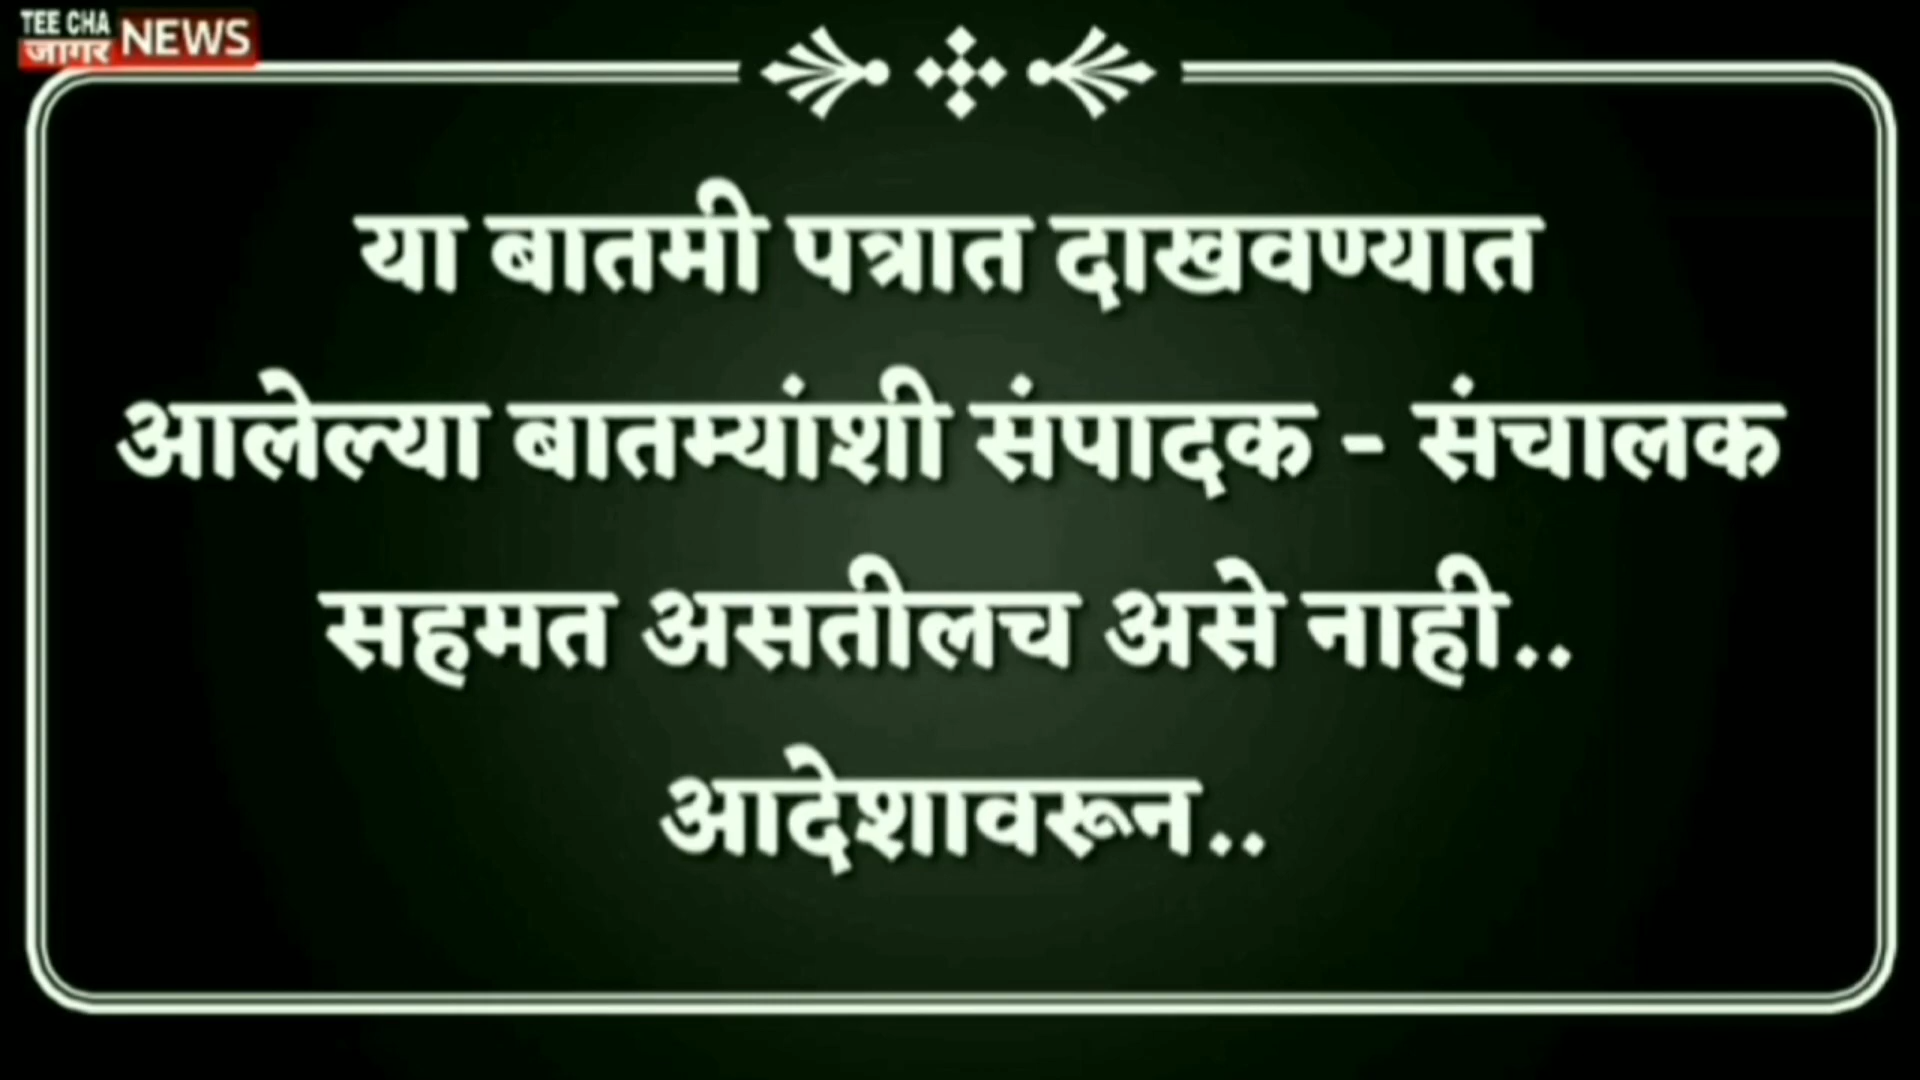 TEE CHA
जागर NEWS
या बातमी पत्रात दाखवण्यात
आलेल्या बातम्यांशी संपादक - संचालक
सहमत असतीलच असे नाही..
आदेशावरून..